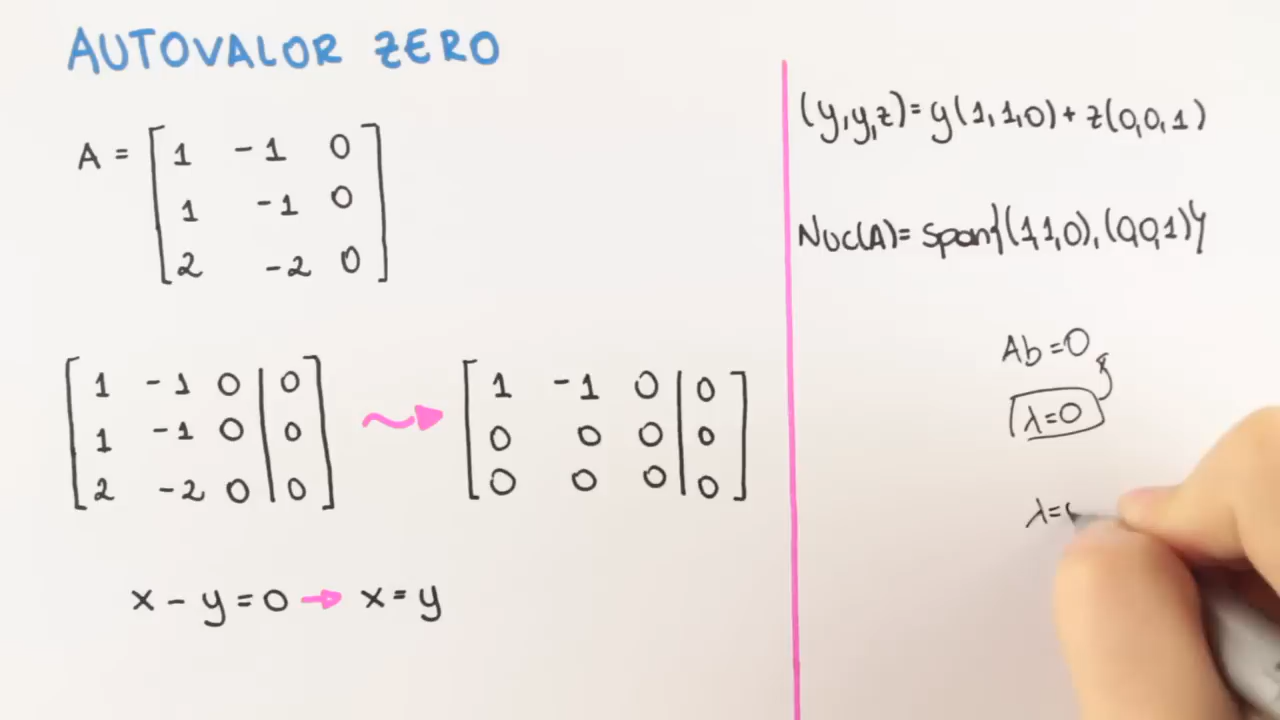 AUTOVALOR ZERO
A = [ 1 -1 0
1 -1 0
2 -2 0 ]
[ 1 -1 0 | 0
1 -1 0 | 0
2 -2 0 | 0 ]
[ 1 -1 0 | 0
0 0 0 | 0
0 0 0 | 0 ]
x - y = 0 → x = y
(y,y,z)= y(1,1,0)+ z(0,0,1)
Nuc(A)= span{(1,1,0),(0,0,1)}
Ab=0
λ=0
λ=